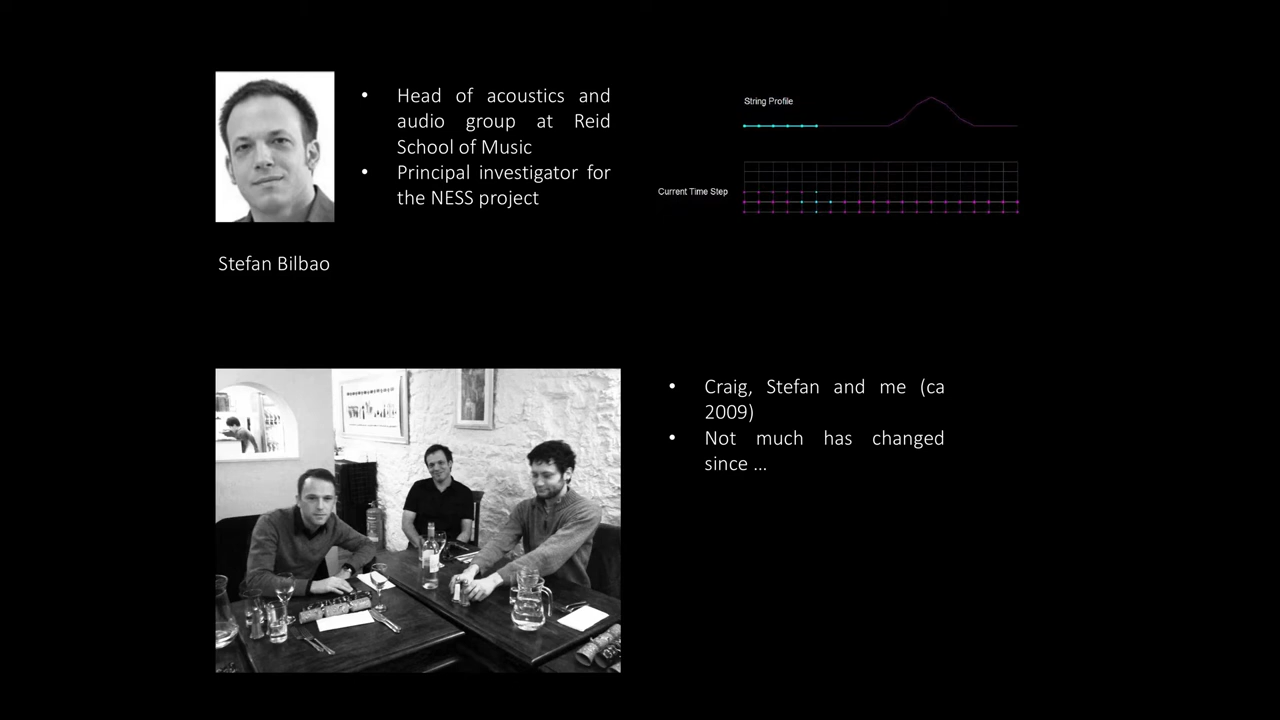 • Head of acoustics and
audio group at Reid
School of Music
• Principal investigator for
the NESS project
Stefan Bilbao
String Profile
Current Time Step
• Craig, Stefan and me (ca
2009)
• Not much has changed
since ...